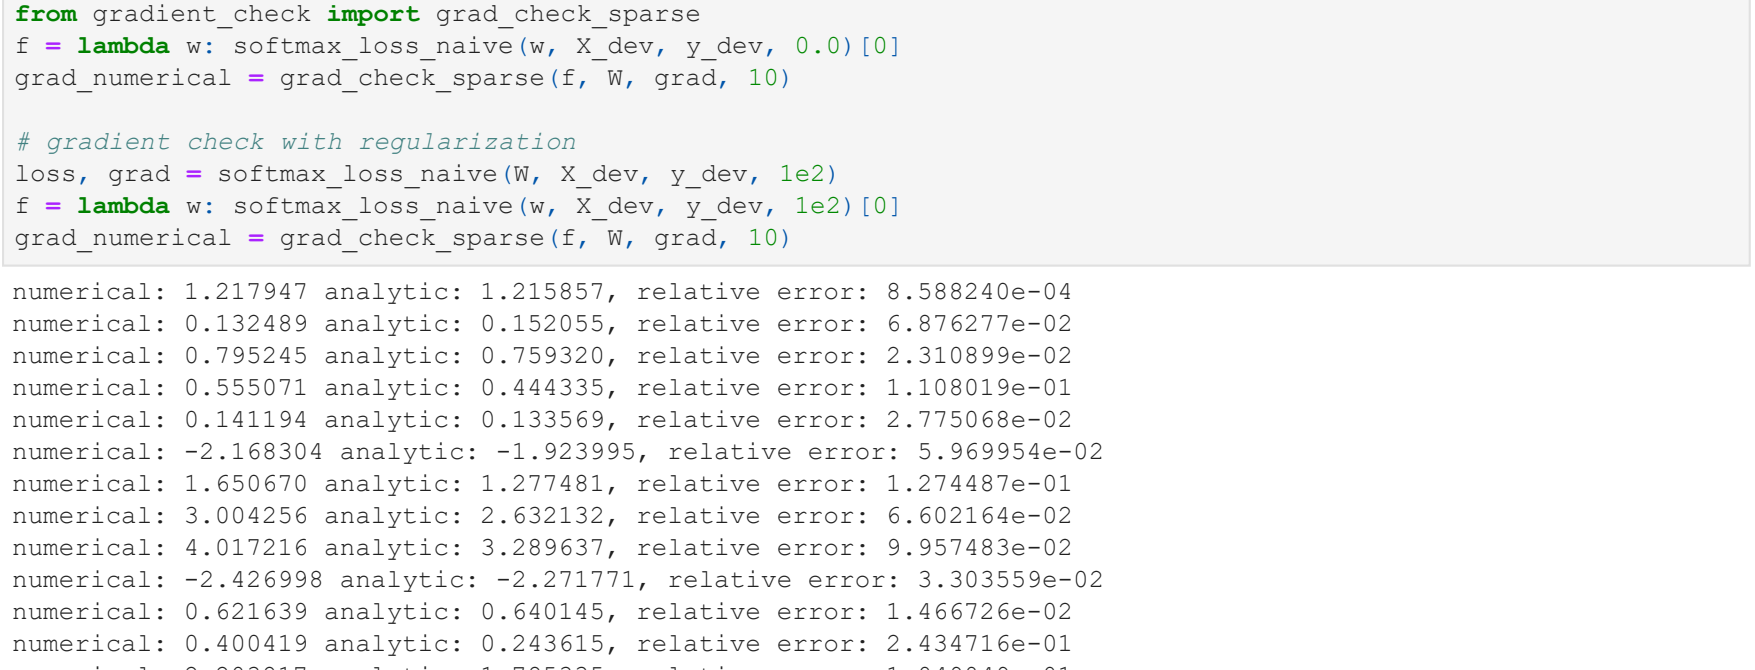 from gradient_check import grad_check_sparse
f = lambda w: softmax_loss_naive(w, X_dev, y_dev, 0.0)[0]
grad_numerical = grad_check_sparse(f, W, grad, 10)
# gradient check with regularization
loss, grad = softmax_loss_naive(W, X_dev, y_dev, 1e2)
f = lambda w: softmax_loss_naive(w, X_dev, y_dev, 1e2)[0]
grad_numerical = grad_check_sparse(f, W, grad, 10)
numerical: 1.217947 analytic: 1.215857, relative error: 8.588240e-04
numerical: 0.132489 analytic: 0.152055, relative error: 6.876277e-02
numerical: 0.795245 analytic: 0.759320, relative error: 2.310899e-02
numerical: 0.555071 analytic: 0.444335, relative error: 1.108019e-01
numerical: 0.141194 analytic: 0.133569, relative error: 2.775068e-02
numerical: -2.168304 analytic: -1.923995, relative error: 5.969954e-02
numerical: 1.650670 analytic: 1.277481, relative error: 1.274487e-01
numerical: 3.004256 analytic: 2.632132, relative error: 6.602164e-02
numerical: 4.017216 analytic: 3.289637, relative error: 9.957483e-02
numerical: -2.426998 analytic: -2.271771, relative error: 3.303559e-02
numerical: 0.621639 analytic: 0.640145, relative error: 1.466726e-02
numerical: 0.400419 analytic: 0.243615, relative error: 2.434716e-01